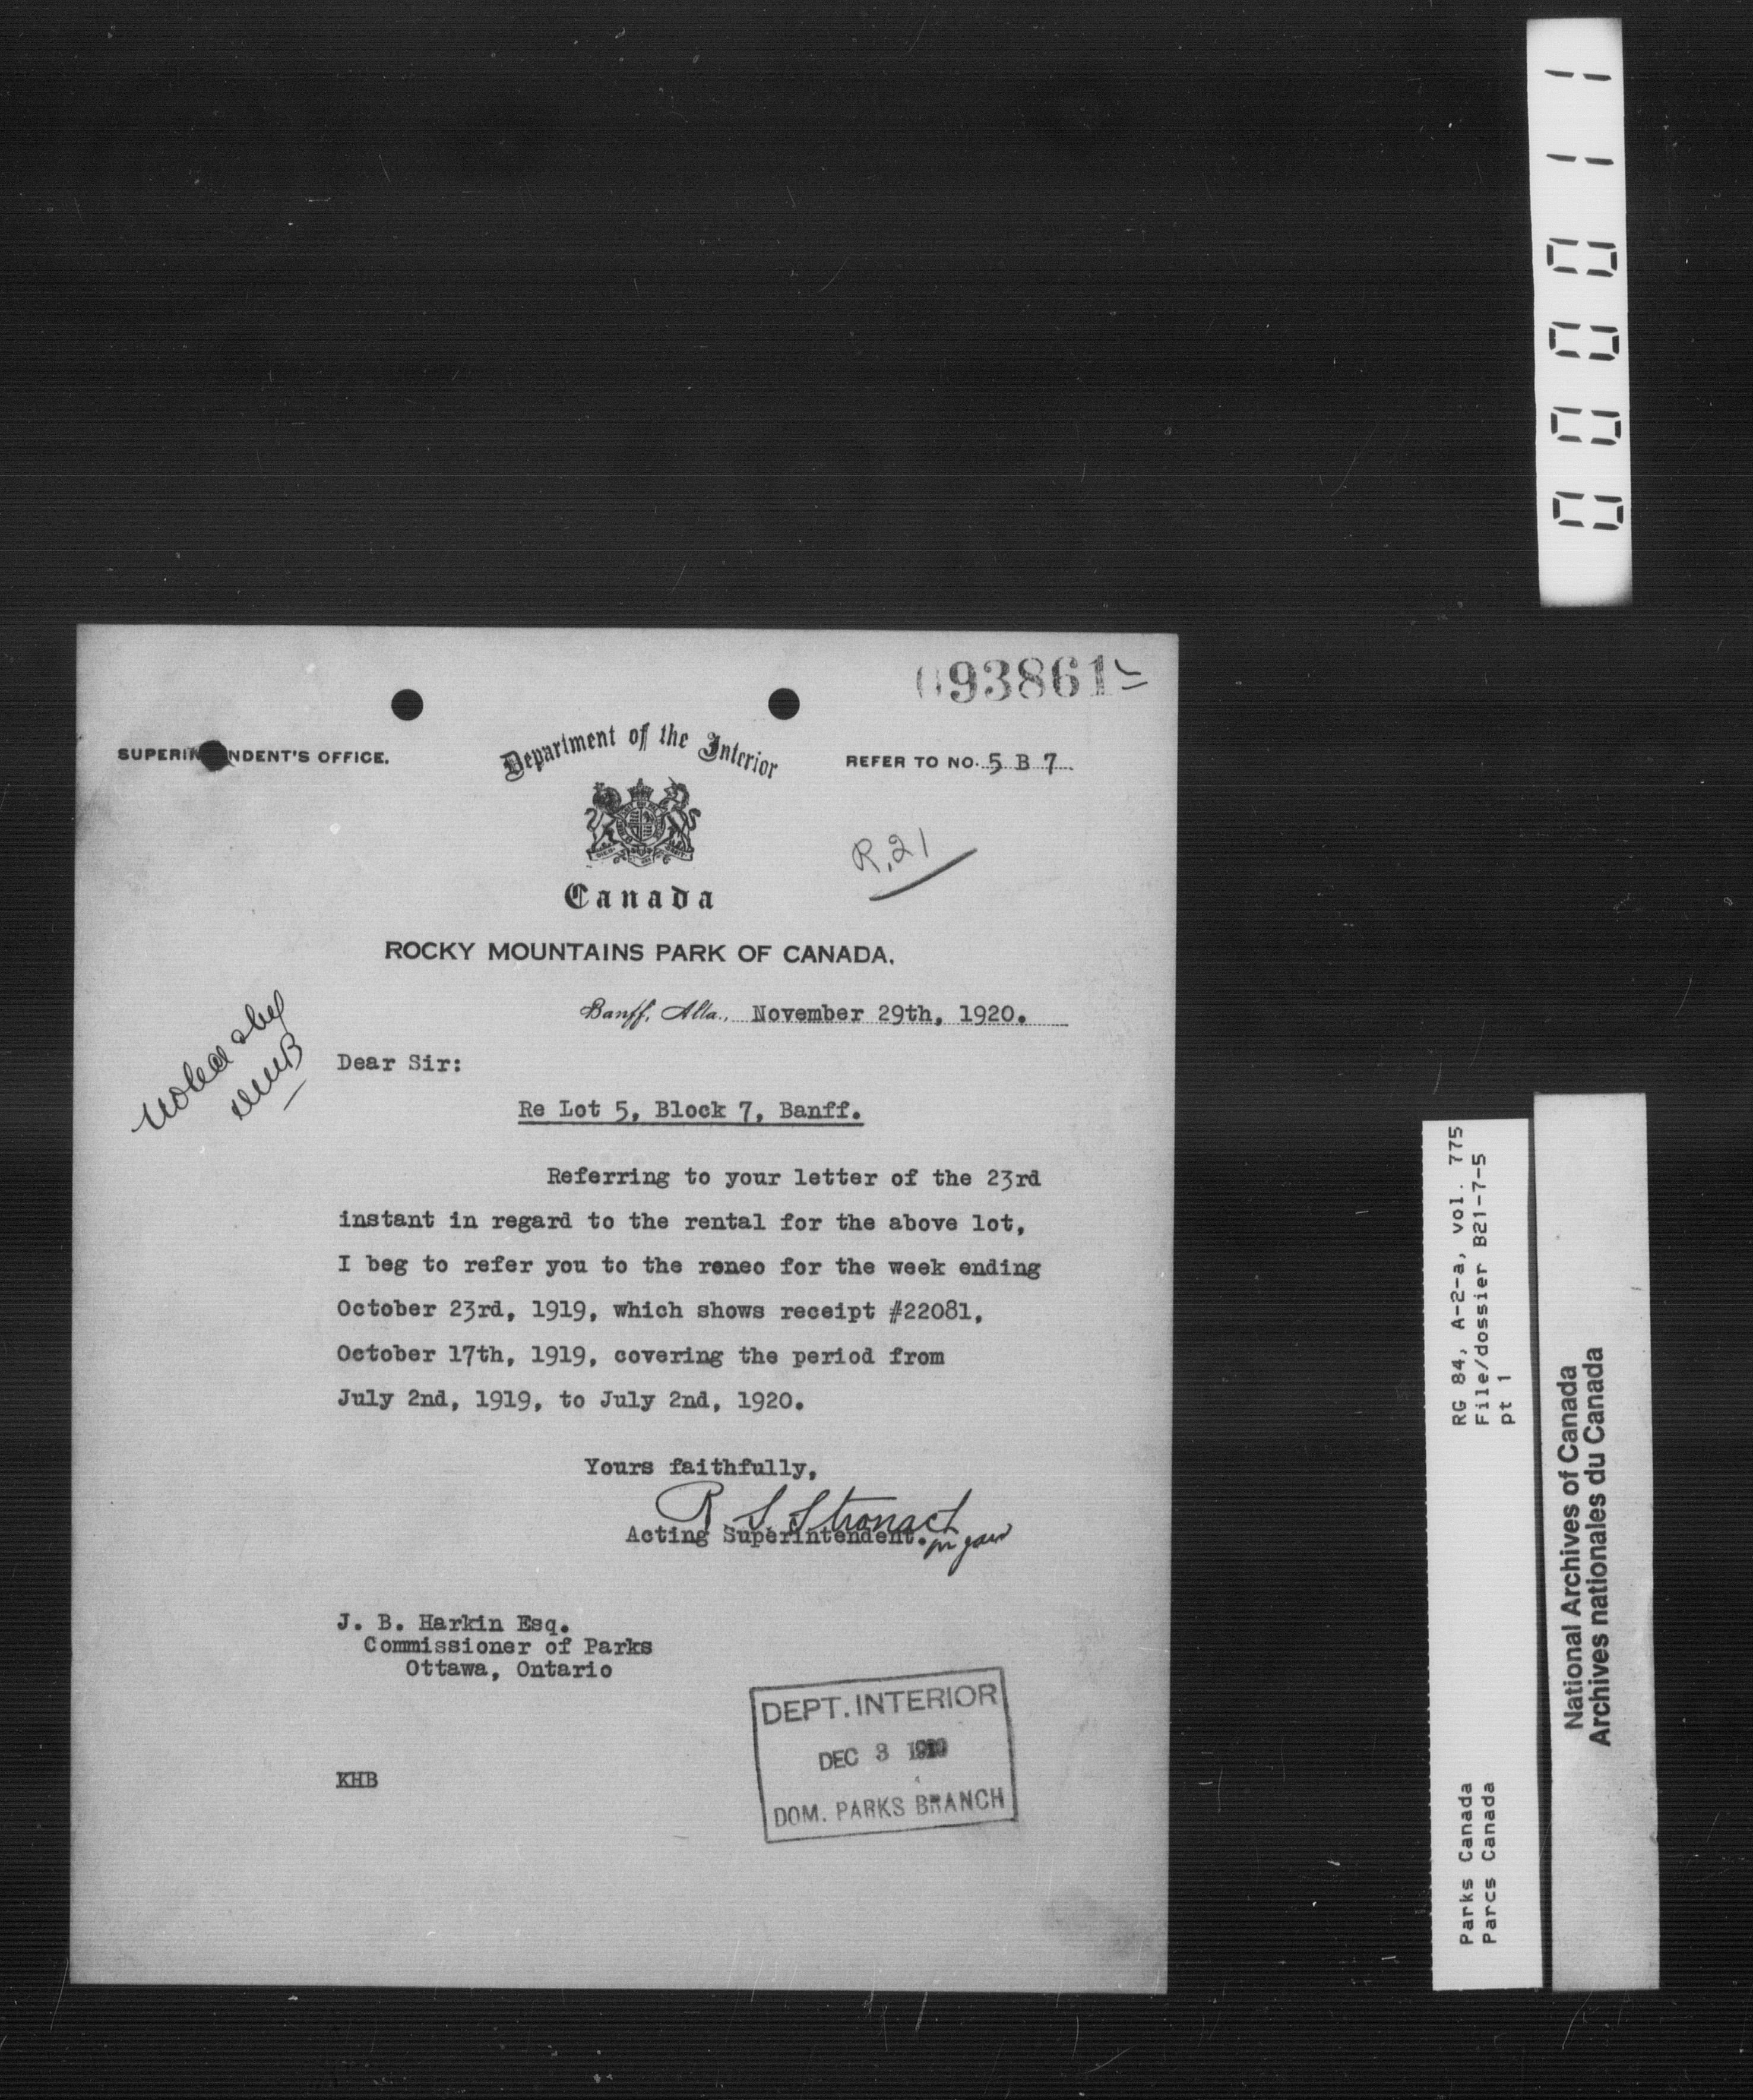 093861
SUPERIN NDENT'S OFFICE.
Department of the Interior
REFER TO NO. 5 B 7
R.21
Canada
ROCKY MOUNTAINS PARK OF CANADA.
Banff, Alta., November 29th, 1920.
Noted
Dear Sir:
Re Lot 5, Block 7, Banff.
Referring to your letter of the 23rd
instant in regard to the rental for the above lot,
I beg to refer you to the roneo for the week ending
October 23rd, 1919, which shows receipt #22081,
October 17th, 1919, covering the period from
July 2nd, 1919, to July 2nd, 1920.
Yours faithfully,
R S Stronach
Acting Superintendent.
J. B. Harkin Esq.
Commissioner of Parks
Ottawa, Ontario
DEPT. INTERIOR
DEC 3
DOM. PARKS BRANCH
KHB
000011
RG 84, A-2-a, vol. 775
File/dossier B21-7-5
pt 1
Parks Canada
Parcs Canada
National Archives of Canada
Archives nationales du Canada